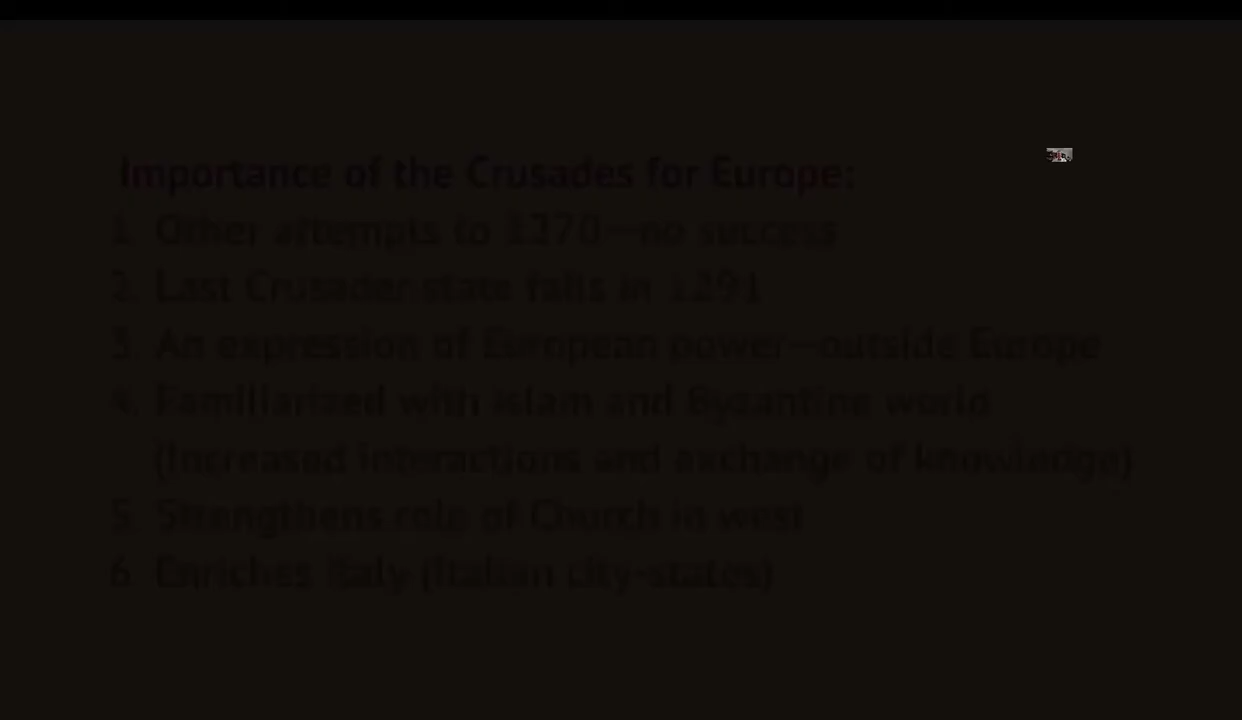 Importance of the Crusades for Europe:
1. Other attempts to 1270—no success
2. Last Crusader state falls in 1291
3. An expression of European power—outside Europe
4. Familiarized with Islam and Byzantine world
(Increased interactions and exchange of knowledge)
5. Strengthens role of Church in west
6. Enriches Italy (Italian city-states)